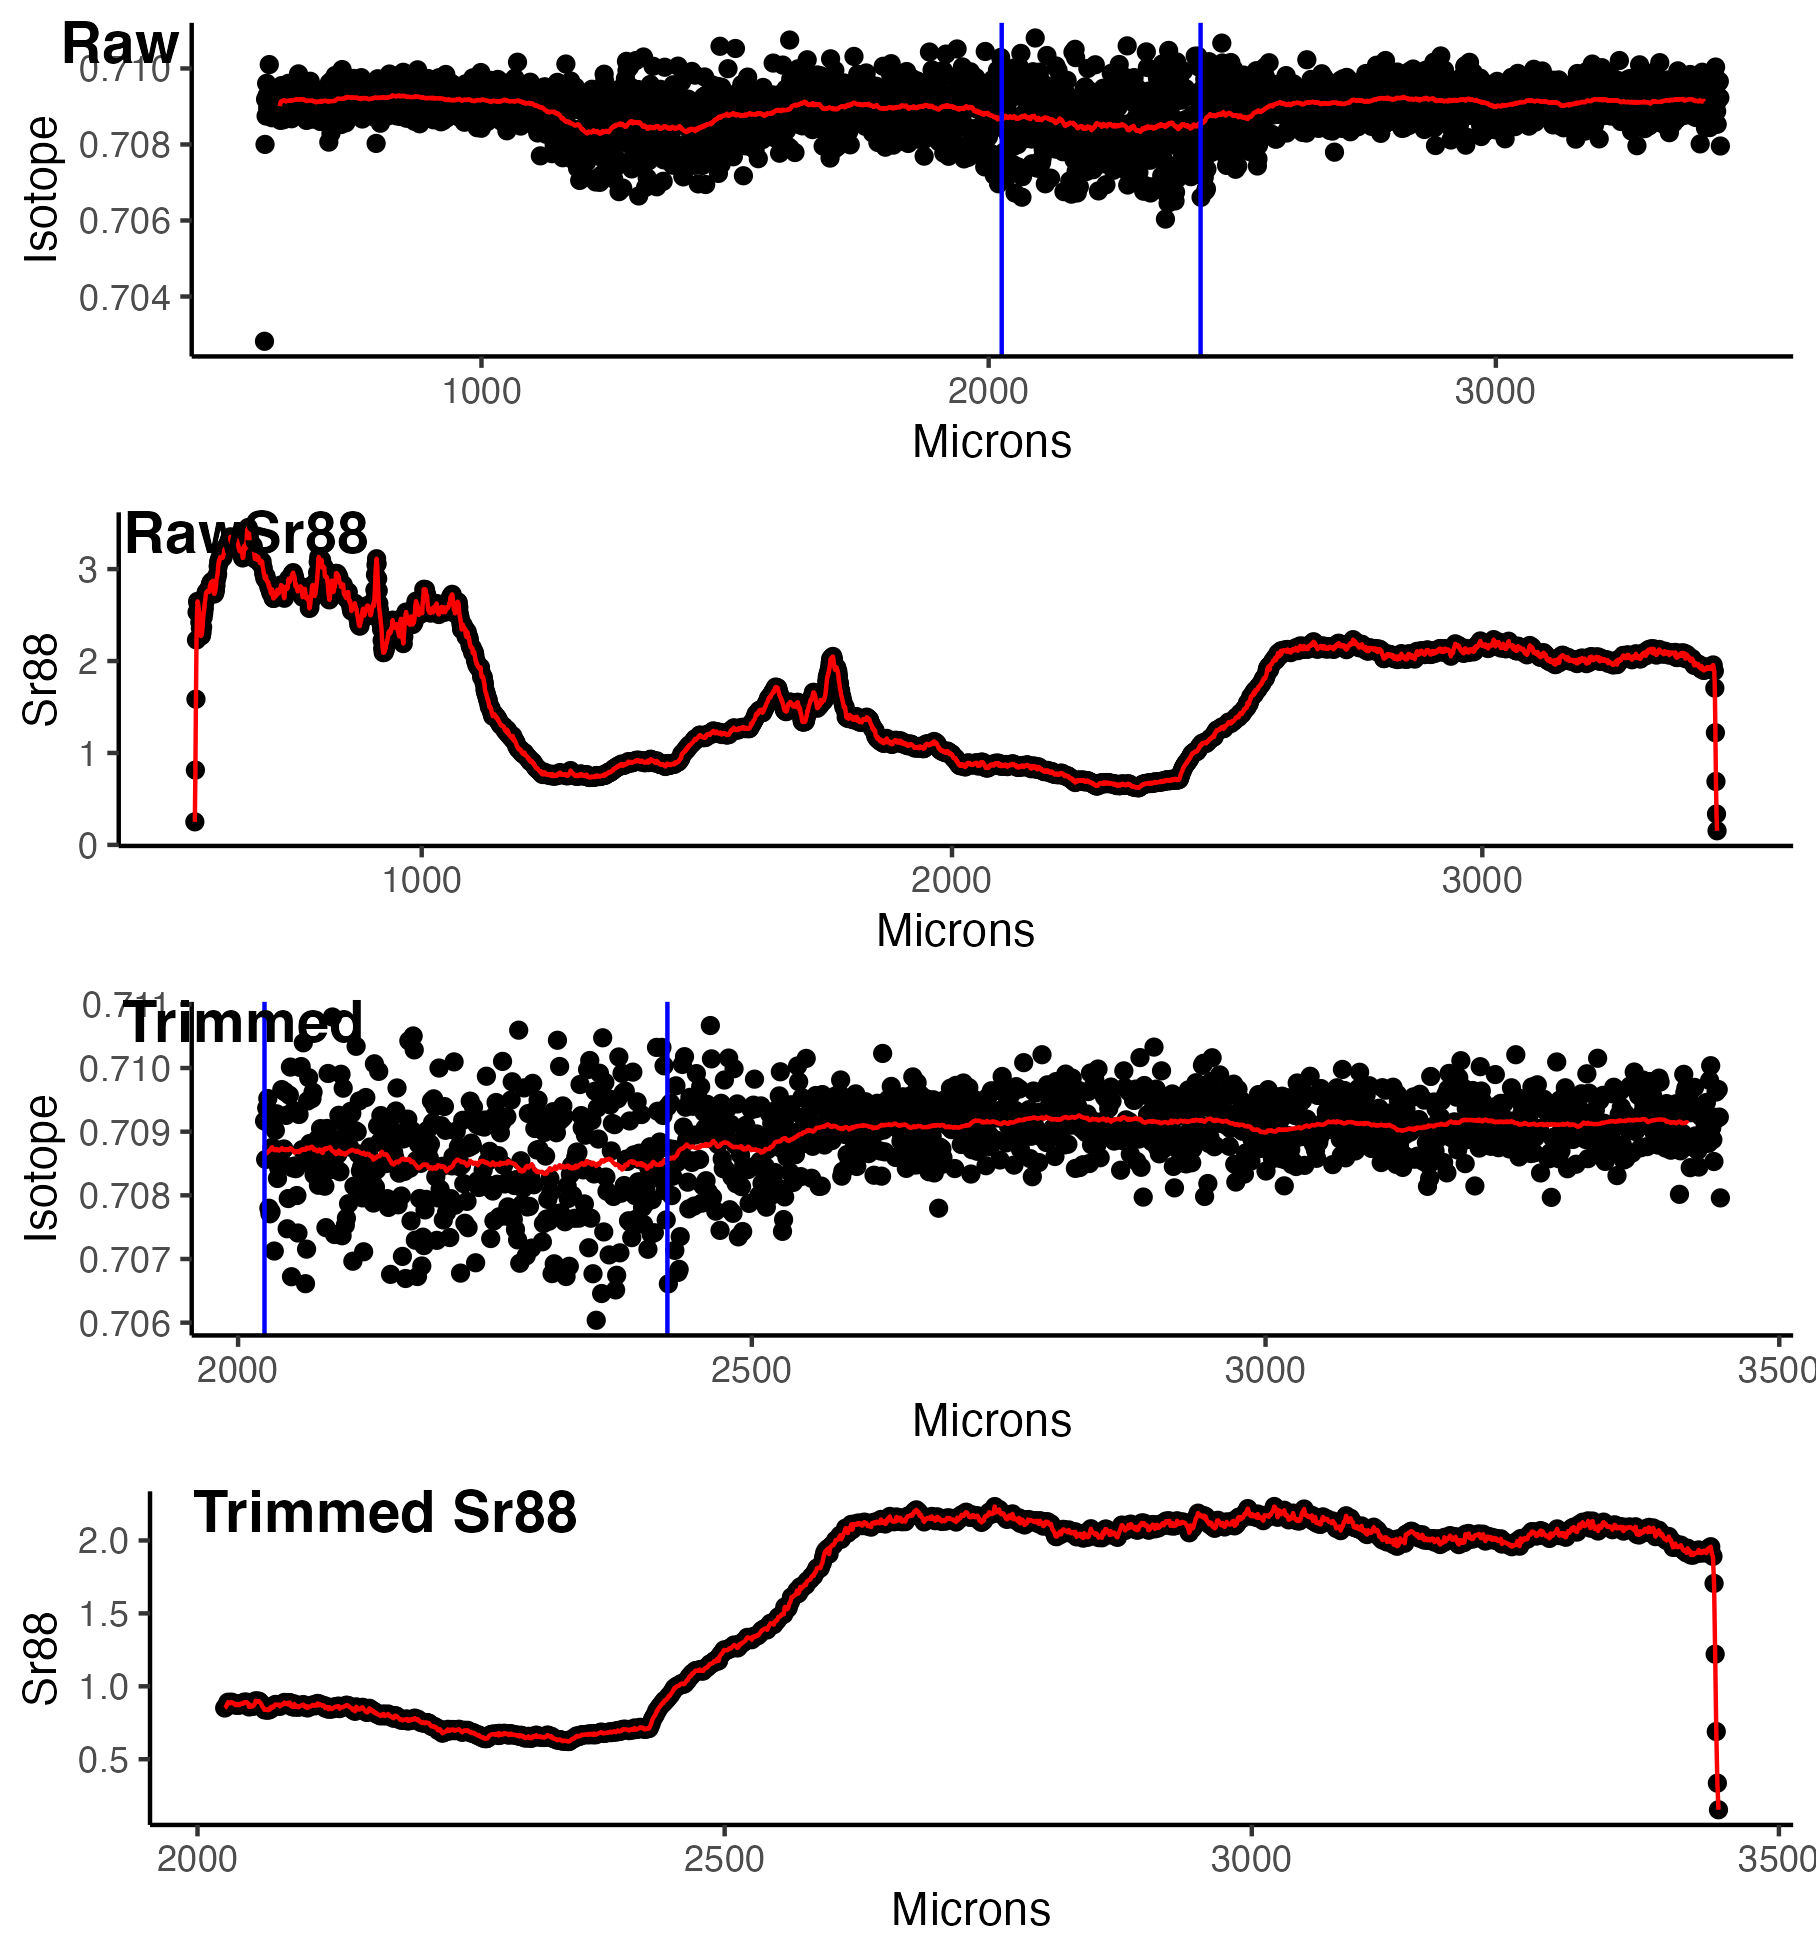 Raw
0.710
0.708
0.706
0.704
Isotope
1000 2000 3000
Microns
Raw Sr88
3
2
1
0
Sr88
1000 2000 3000
Microns
Trimmed
0.711
0.710
0.709
0.708
0.707
0.706
Isotope
2000 2500 3000 3500
Microns
Trimmed Sr88
2.0
1.5
1.0
0.5
Sr88
2000 2500 3000 3500
Microns